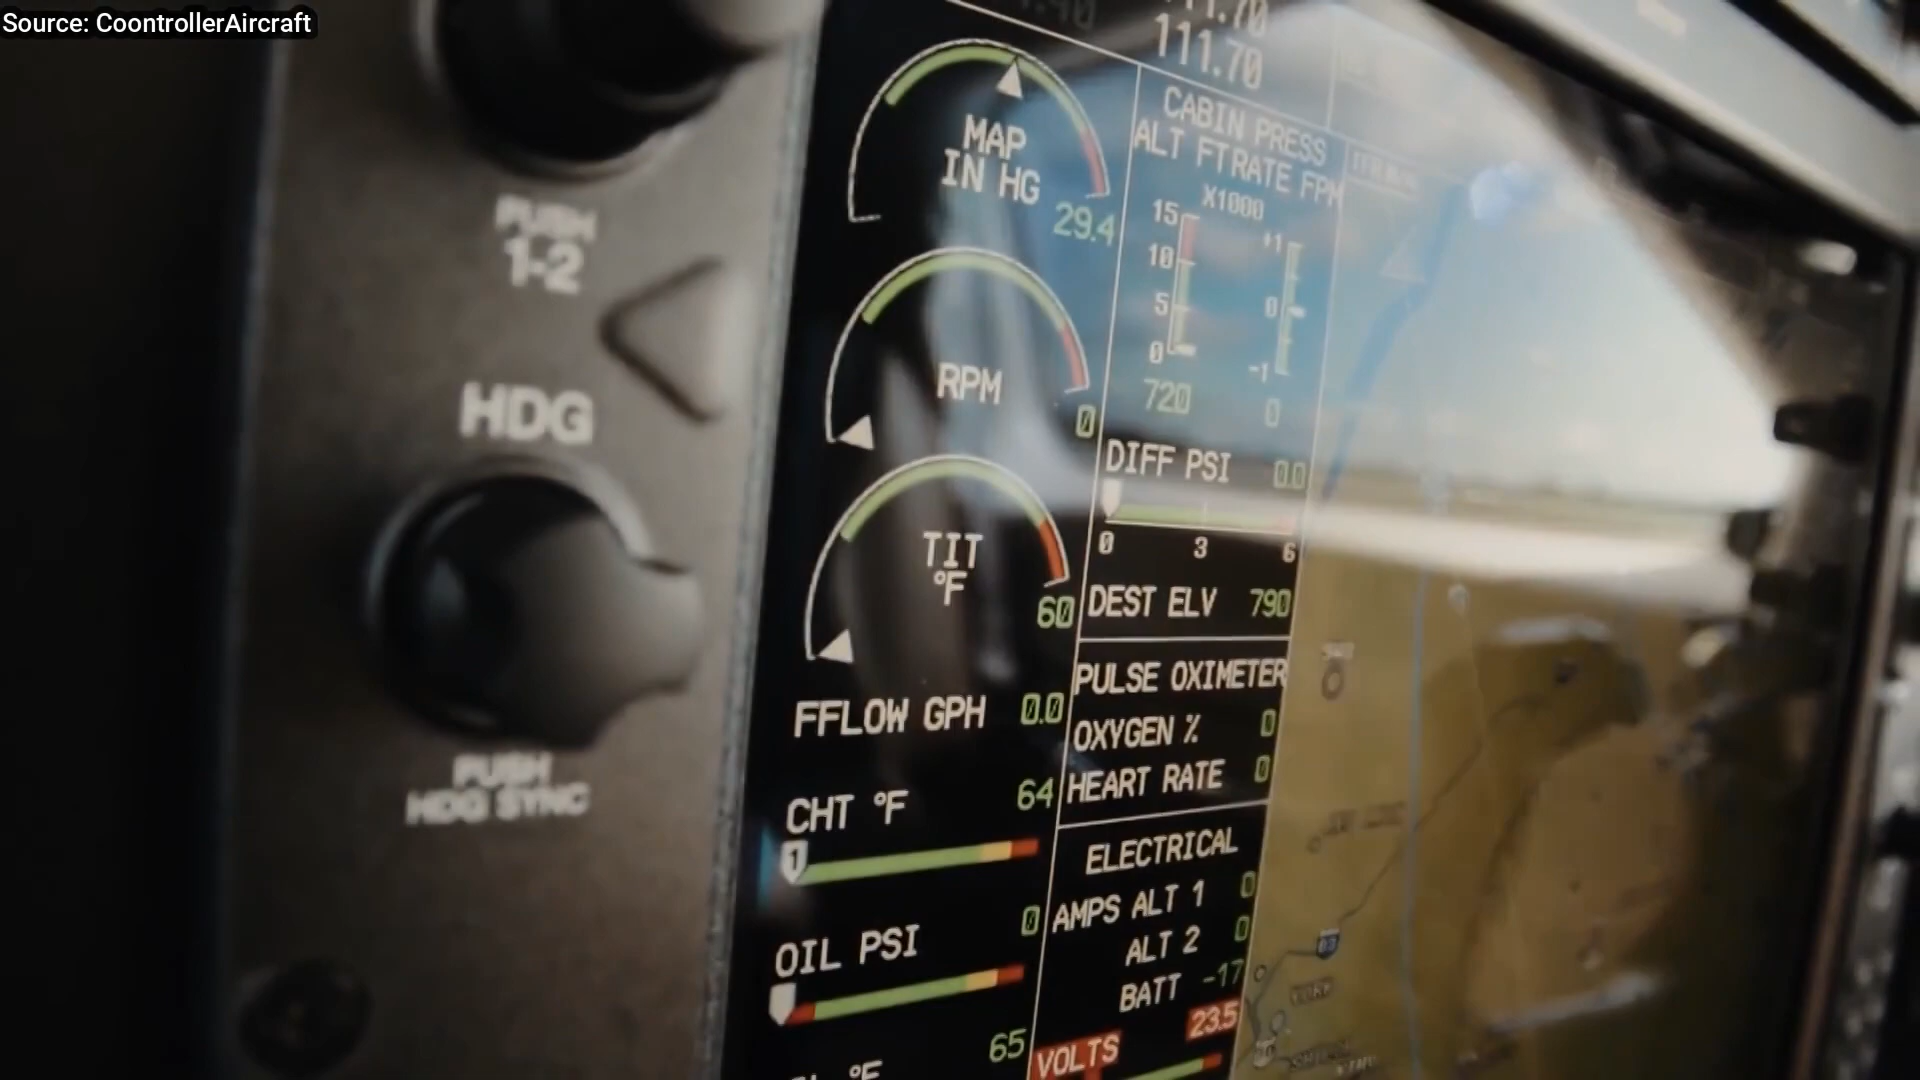 Source: CoontrollerAircraft
111.70
PUSH
1-2
HDG
PUSH
HDG SYNC
MAP
IN HG
29.4
RPM
0
TIT
°F
60
FFLOW GPH 0.0
CHT °F 64
1
OIL PSI 0
65
°F
CABIN PRESS
ALT FT RATE FPM
X1000
15
10
5
0
+1
0
-1
720 0
DIFF PSI 0.0
0 3 6
DEST ELV 790
PULSE OXIMETER
OXYGEN % 0
HEART RATE 0
ELECTRICAL
AMPS ALT 1 0
ALT 2 0
BATT -17
VOLTS 23.5